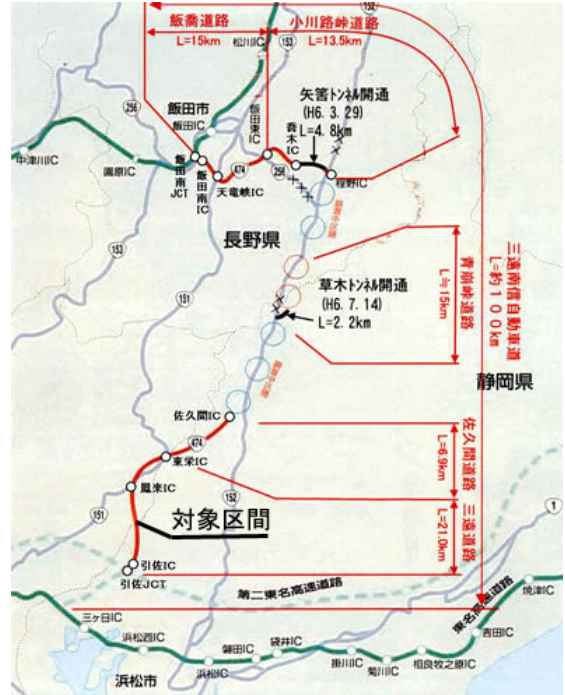 152
飯喬道路
L=15km
小川路峠道路
L=13.5km
松川IC
153
256
飯田市
飯田IC
飯田東IC
矢筈トンネル開通
(H6.3.29)
L=4.8km
喬木IC
中津川IC
園原IC
飯田南JCT
飯田南IC
天竜峡IC
474
256
程野IC
長野県
153
151
草木トンネル開通
(H6.7.14)
L=2.2km
青崩峠道路
L≒15km
三遠南信自動車道
L=約100km
静岡県
佐久間IC
474
東栄IC
佐久間道路
L=6.9km
鳳来IC
152
151
対象区間
三遠道路
L=21.0km
1
引佐IC
引佐JCT
第二東名高速道路
東名高速道路
焼津IC
三ケ日IC
浜松西IC
磐田IC
袋井IC
吉田IC
浜松市
浜松IC
掛川IC
菊川IC
相良牧之原IC